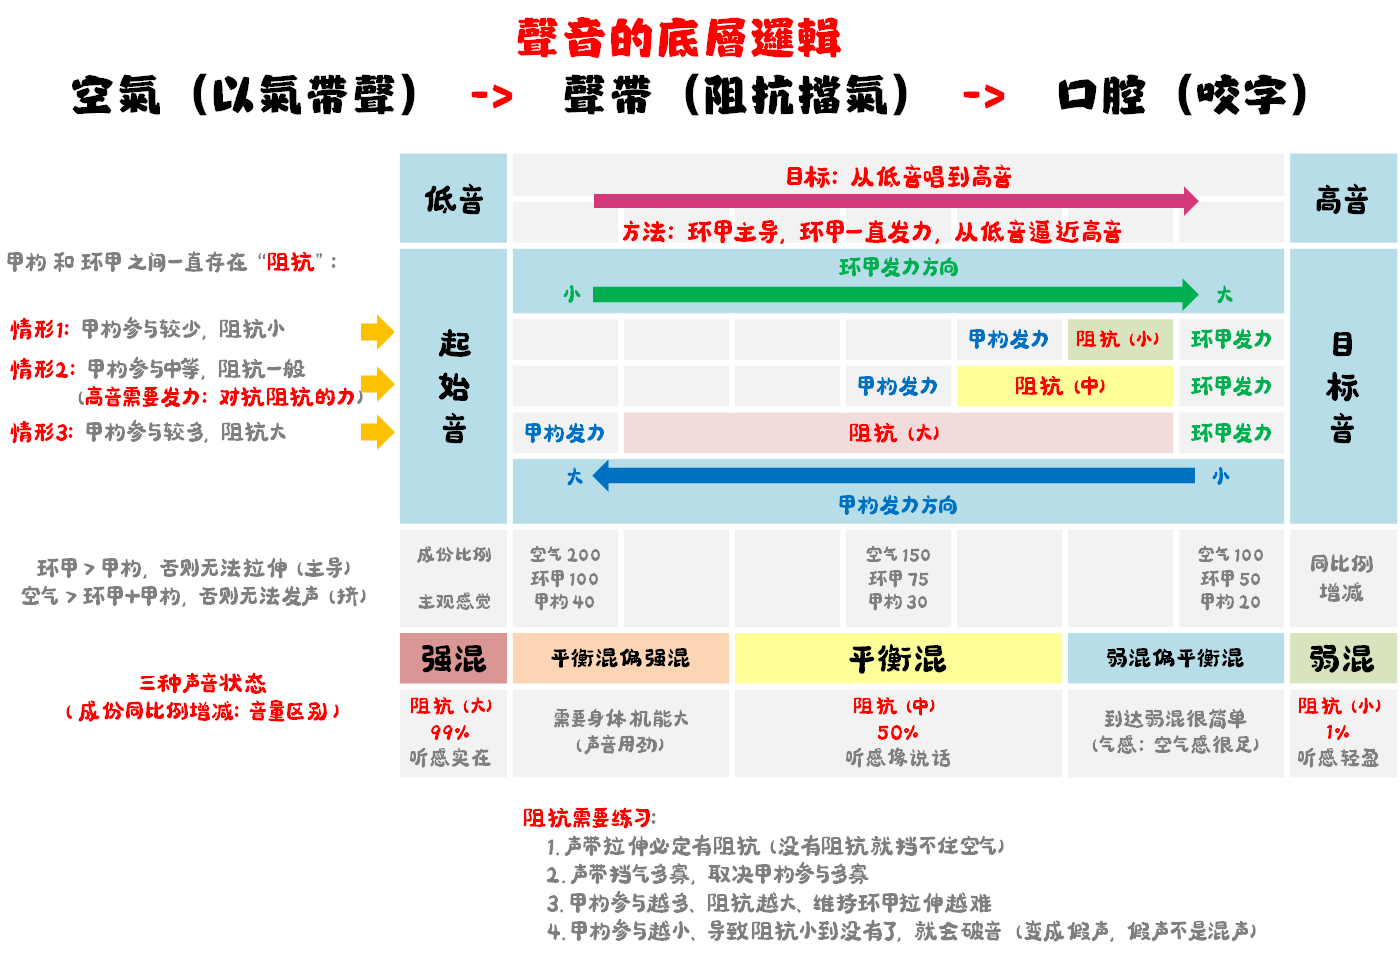 聲音的底層邏輯
空氣（以氣帶聲） -> 聲帶（阻抗擋氣） -> 口腔（咬字）
低音
目标：从低音唱到高音
方法：环甲主导，环甲一直发力，从低音逼近高音
高音
甲杓 和 环甲 之间一直存在“阻抗”：
情形1：甲杓参与较少，阻抗小
情形2：甲杓参与中等，阻抗一般
（高音需要发力：对抗阻抗的力）
情形3：甲杓参与较多，阻抗大
起始音
环甲发力方向
小 大
甲杓发力 阻抗（小） 环甲发力
甲杓发力 阻抗（中） 环甲发力
甲杓发力 阻抗（大） 环甲发力
大 小
甲杓发力方向
目标音
环甲 > 甲杓，否则无法拉伸（主导）
空气 > 环甲+甲杓，否则无法发声（挤）
成份比例
主观感觉
空气 200
环甲 100
甲杓 40
空气 150
环甲 75
甲杓 30
空气 100
环甲 50
甲杓 20
同比例
增减
三种声音状态
（成份同比例增减：音量区别）
强混 平衡混偏强混 平衡混 弱混偏平衡混 弱混
阻抗（大）
99%
听感实在
需要身体机能大
（声音用劲）
阻抗（中）
50%
听感像说话
到达弱混很简单
（气感：空气感很足）
阻抗（小）
1%
听感轻盈
阻抗需要练习：
1. 声带拉伸必定有阻抗（没有阻抗就挡不住空气）
2. 声带挡气多寡，取决甲杓参与多寡
3. 甲杓参与越多、阻抗越大、维持环甲拉伸越难
4. 甲杓参与越小、导致阻抗小到没有了，就会破音（变成假声，假声不是混声）